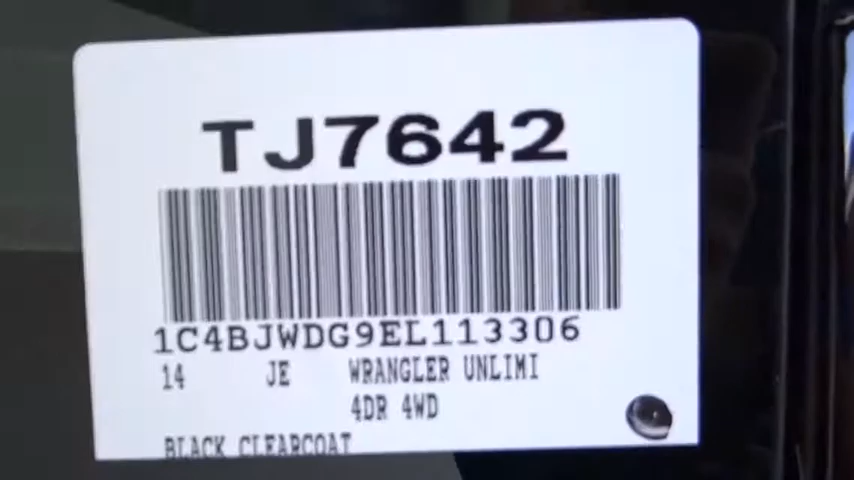 TJ7642
1C4BJWDG9EL113306
14 JE WRANGLER UNLIMI
4DR 4WD
BLACK CLEARCOAT